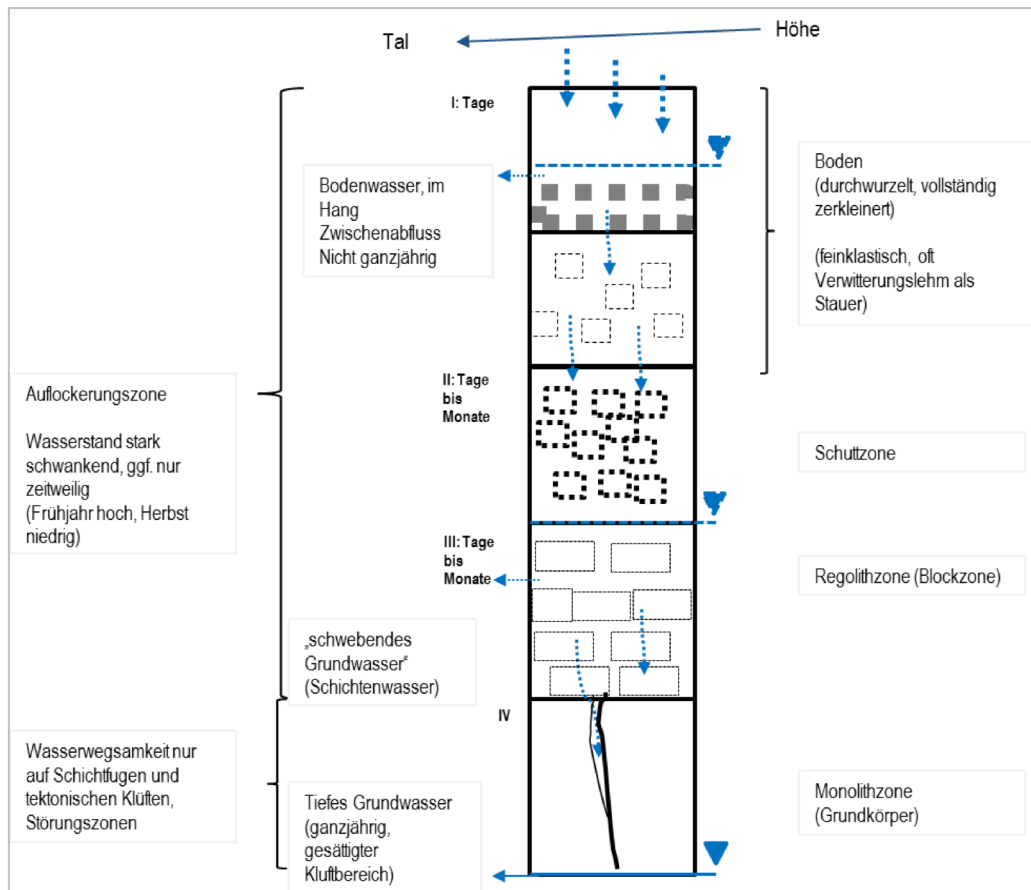 Tal
Höhe
I: Tage
Bodenwasser, im
Hang
Zwischenabfluss
Nicht ganzjährig
Boden
(durchwurzelt, vollständig
zerkleinert)
(feinklastisch, oft
Verwitterungslehm als
Stauer)
Auflockerungszone
Wasserstand stark
schwankend, ggf. nur
zeitweilig
(Frühjahr hoch, Herbst
niedrig)
II: Tage
bis
Monate
Schuttzone
III: Tage
bis
Monate
Regolithzone (Blockzone)
„schwebendes
Grundwasser“
(Schichtenwasser)
IV
Wasserwegsamkeit nur
auf Schichtfugen und
tektonischen Klüften,
Störungszonen
Tiefes Grundwasser
(ganzjährig,
gesättigter
Kluftbereich)
Monolithzone
(Grundkörper)